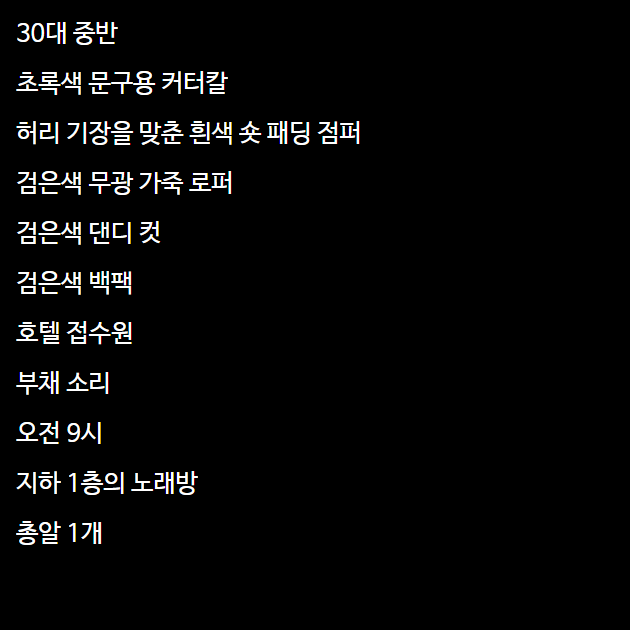 30대 중반
초록색 문구용 커터칼
허리 기장을 맞춘 흰색 숏 패딩 점퍼
검은색 무광 가죽 로퍼
검은색 댄디 컷
검은색 백팩
호텔 접수원
부채 소리
오전 9시
지하 1층의 노래방
총알 1개